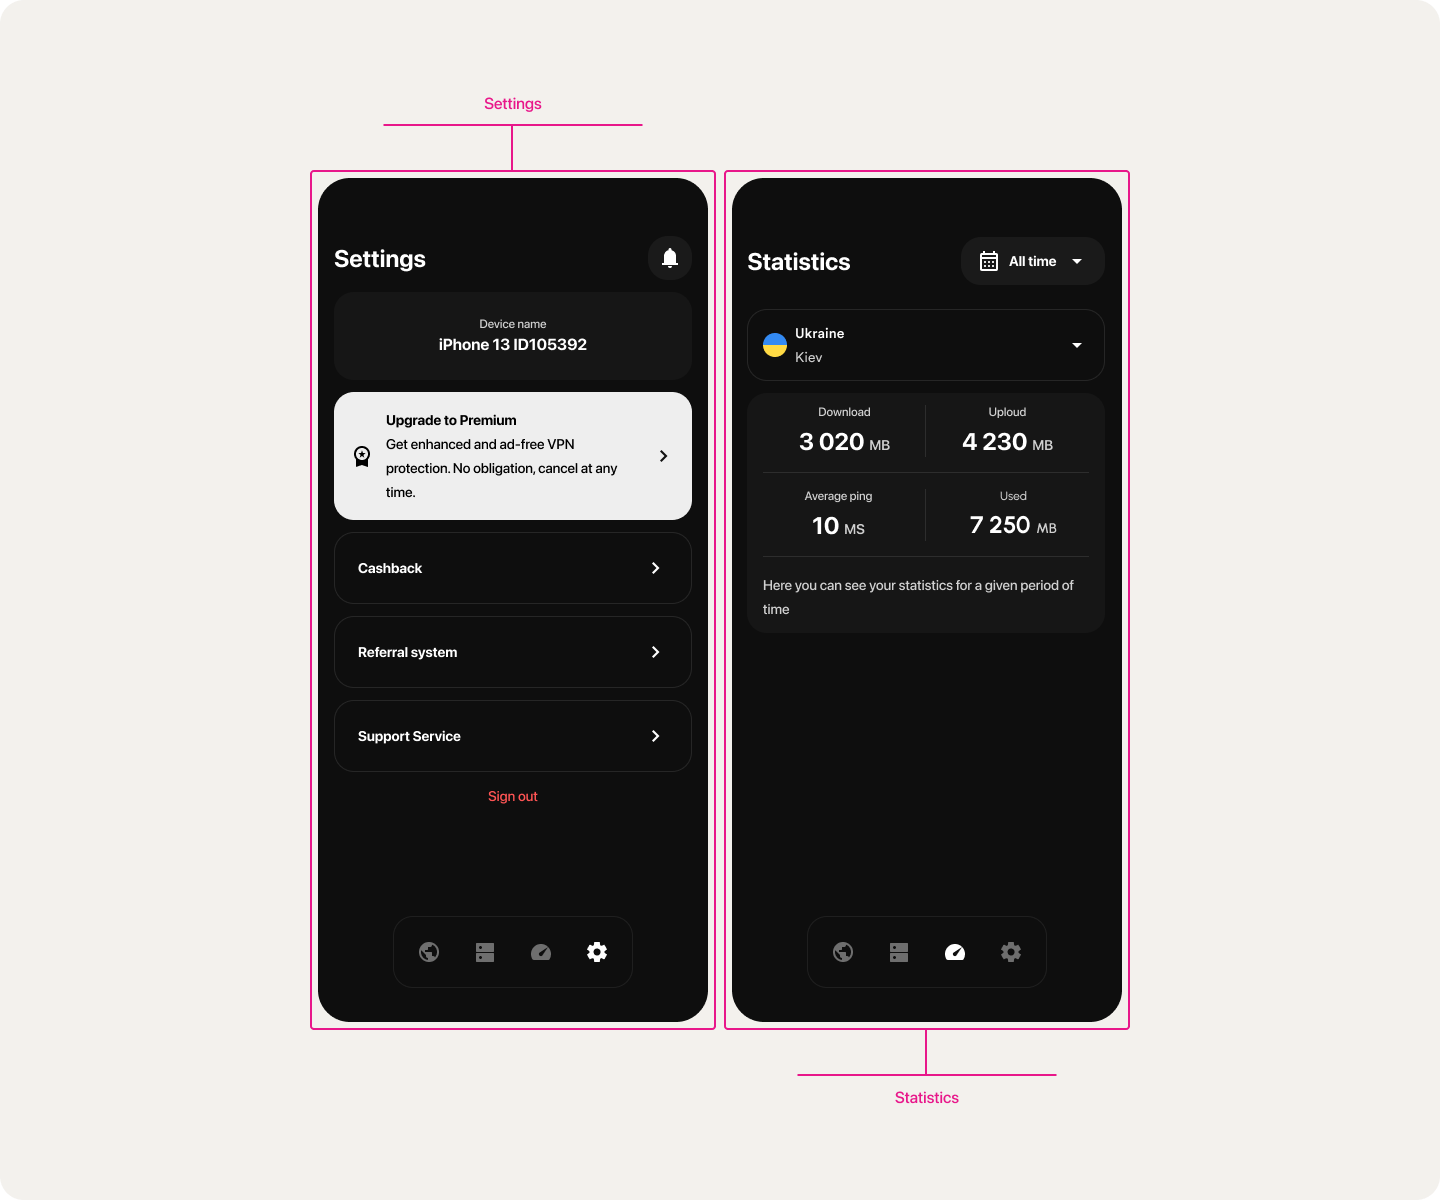 Settings
Settings
Device name
iPhone 13 ID105392
Upgrade to Premium
Get enhanced and ad-free VPN
protection. No obligation, cancel at any
time.
Cashback
Referral system
Support Service
Sign out
Statistics
All time
Ukraine
Kiev
Download
3 020 MB
Uploud
4 230 MB
Average ping
10 MS
Used
7 250 MB
Here you can see your statistics for a given period of
time
Statistics